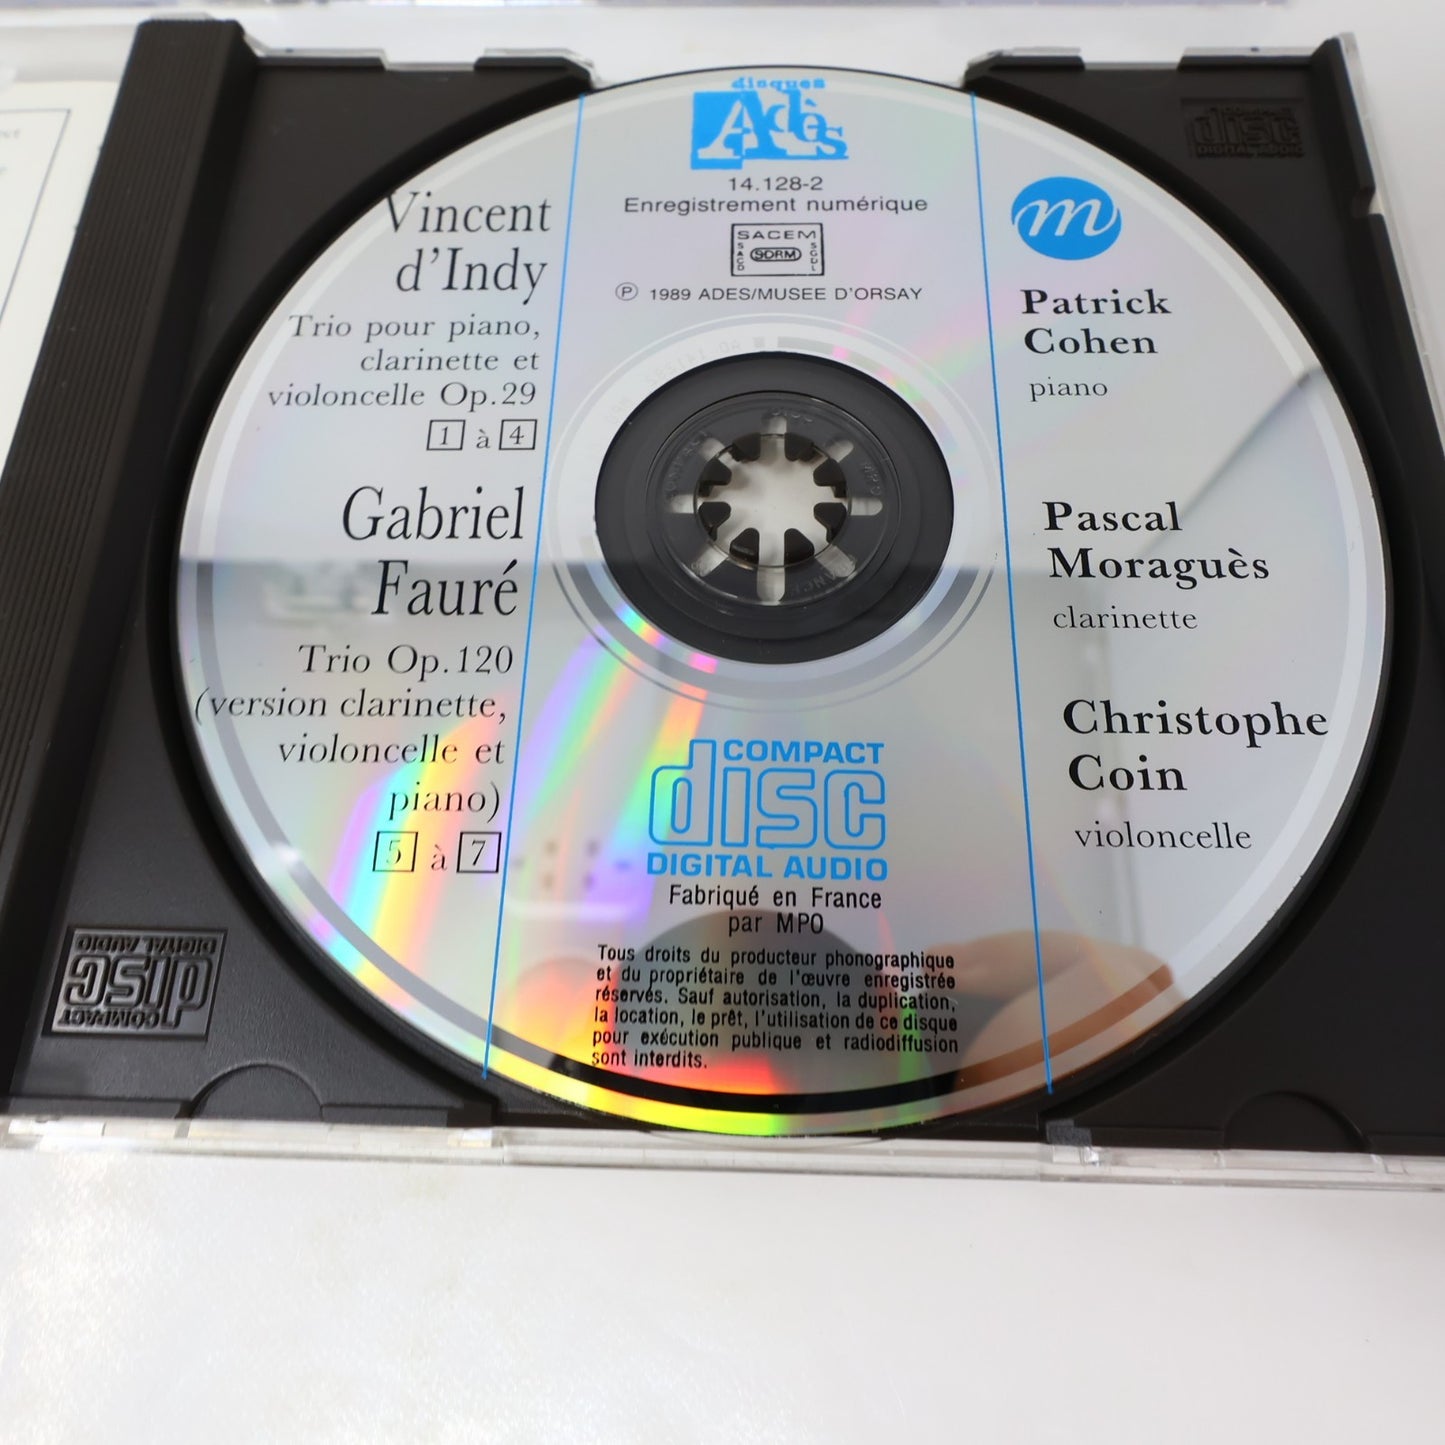 disques
Adès
14.128-2
Enregistrement numérique
SACEM
SACD
SDRM
SGDL
℗ 1989 ADES/MUSEE D'ORSAY
Vincent
d'Indy
Trio pour piano,
clarinette et
violoncelle Op.29
1 à 4
Gabriel
Fauré
Trio Op.120
(version clarinette,
violoncelle et
piano)
5 à 7
m
Patrick
Cohen
piano
Pascal
Moraguès
clarinette
Christophe
Coin
violoncelle
COMPACT
disc
DIGITAL AUDIO
Fabriqué en France
par MPO
Tous droits du producteur phonographique
et du propriétaire de l'œuvre enregistrée
réservés. Sauf autorisation, la duplication,
la location, le prêt, l'utilisation de ce disque
pour exécution publique et radiodiffusion
sont interdits.
COMPACT
disc
DIGITAL AUDIO
COMPACT
disc
DIGITAL AUDIO